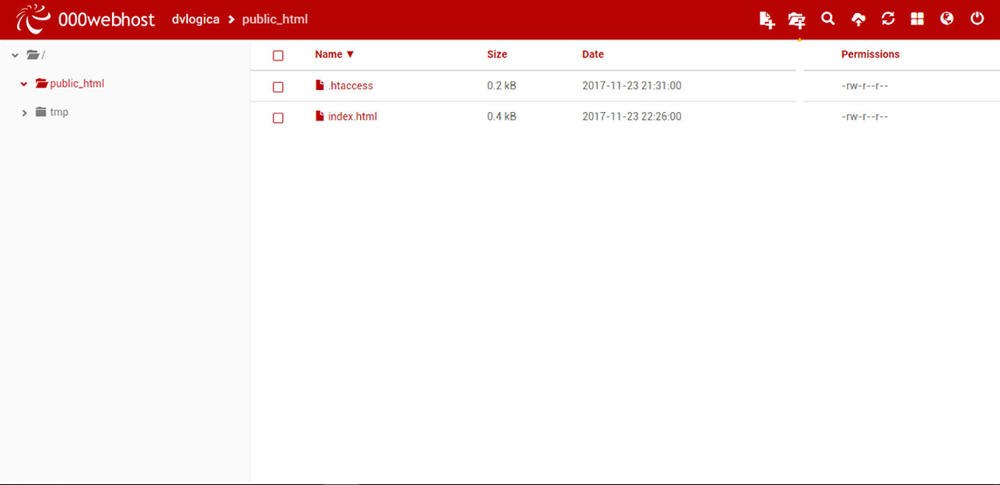 000webhost dvlogica > public_html
/
public_html
tmp
Name ▼ Size Date Permissions
.htaccess 0.2 kB 2017-11-23 21:31:00 -rw-r--r--
index.html 0.4 kB 2017-11-23 22:26:00 -rw-r--r--